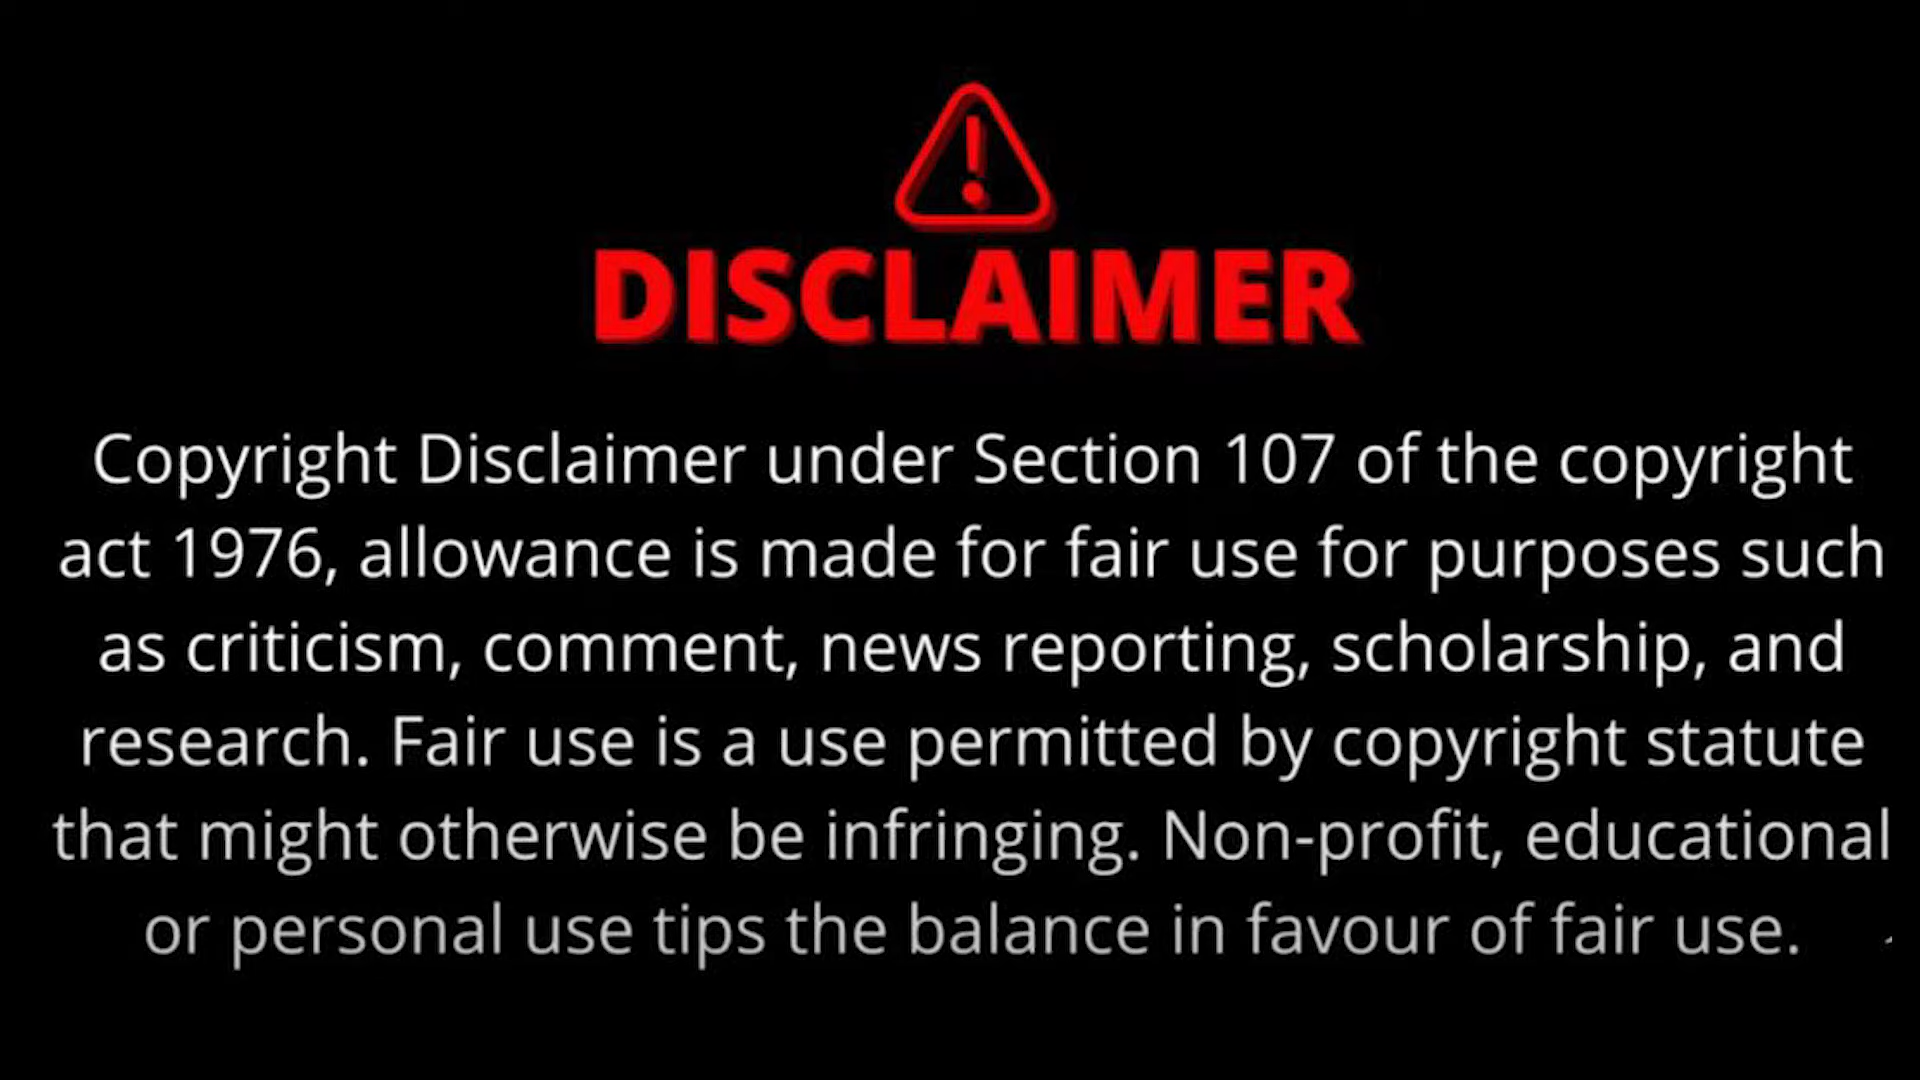 DISCLAIMER
Copyright Disclaimer under Section 107 of the copyright
act 1976, allowance is made for fair use for purposes such
as criticism, comment, news reporting, scholarship, and
research. Fair use is a use permitted by copyright statute
that might otherwise be infringing. Non-profit, educational
or personal use tips the balance in favour of fair use.